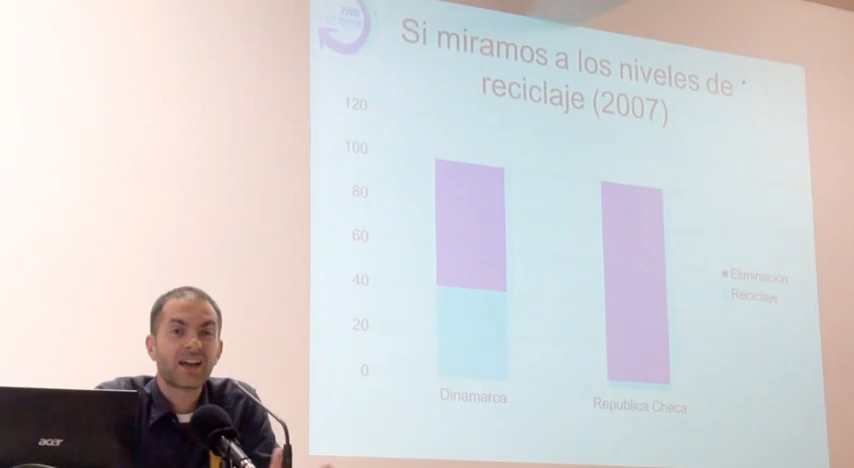 Si miramos a los niveles de
reciclaje (2007)
120
100
80
60
40
20
0
Dinamarca
Republica Checa
Eliminación
Reciclaje
acer